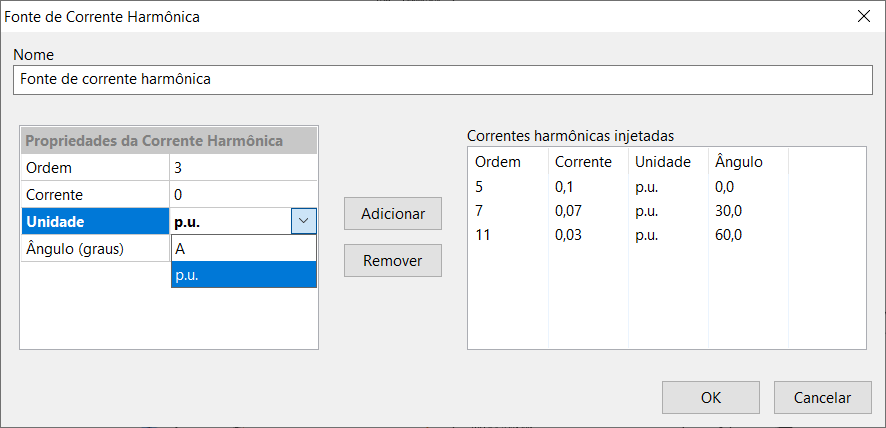 Fonte de Corrente Harmônica
Nome
Fonte de corrente harmônica
Propriedades da Corrente Harmônica
Ordem 3
Corrente 0
Unidade p.u.
Ângulo (graus)
A
p.u.
Adicionar
Remover
Correntes harmônicas injetadas
Ordem Corrente Unidade Ângulo
5 0,1 p.u. 0,0
7 0,07 p.u. 30,0
11 0,03 p.u. 60,0
OK Cancelar